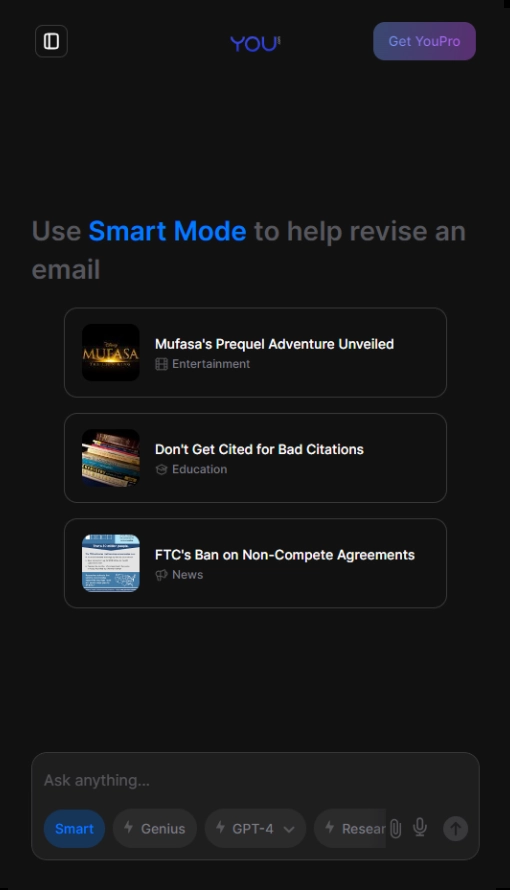 YOU
Get YouPro
Use Smart Mode to help revise an
email
Disney
MUFASA
Mufasa's Prequel Adventure Unveiled
Entertainment
Don't Get Cited for Bad Citations
Education
FTC's Ban on Non-Compete Agreements
News
Ask anything...
Smart
Genius
GPT-4
Resear